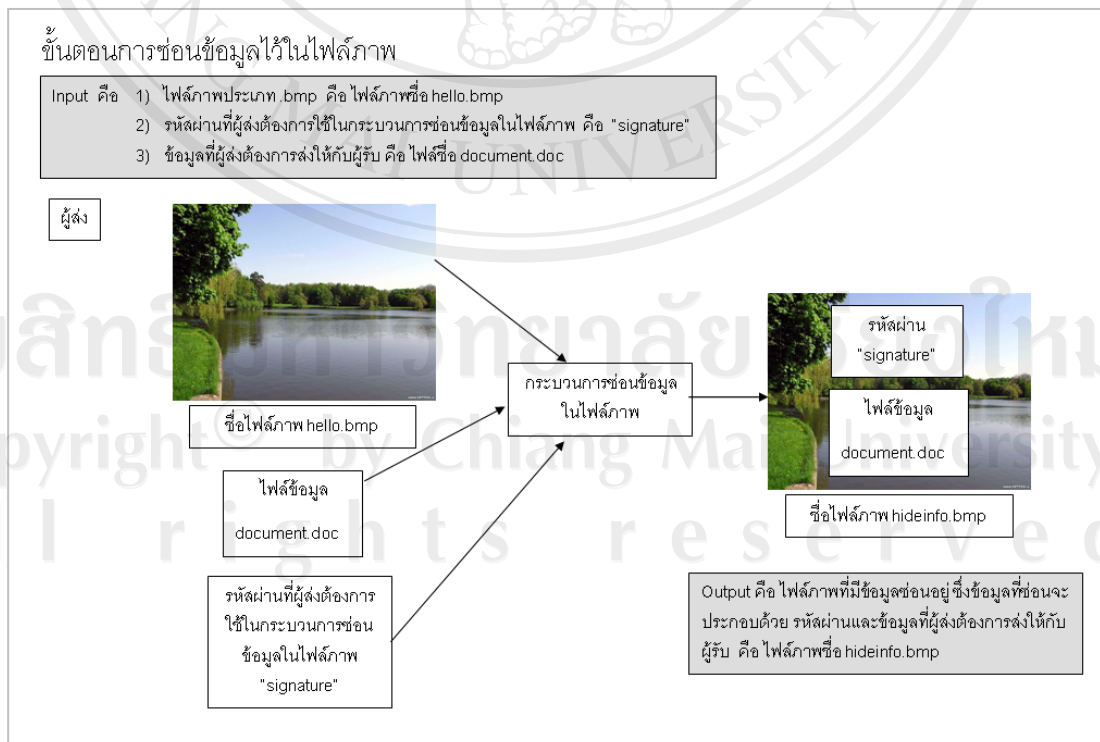 ขั้นตอนการซ่อนข้อมูลไว้ในไฟล์ภาพ
Input คือ 1) ไฟล์ภาพประเภท .bmp คือ ไฟล์ภาพชื่อ hello.bmp
2) รหัสผ่านที่ผู้ส่งต้องการใช้ในกระบวนการซ่อนข้อมูลในไฟล์ภาพ คือ "signature"
3) ข้อมูลที่ผู้ส่งต้องการส่งให้กับผู้รับ คือ ไฟล์ชื่อ document.doc
MAI UNIVERSITY
ผู้ส่ง
ชื่อไฟล์ภาพ hello.bmp
ไฟล์ข้อมูล
document.doc
รหัสผ่านที่ผู้ส่งต้องการ
ใช้ในกระบวนการซ่อน
ข้อมูลในไฟล์ภาพ
"signature"
กระบวนการซ่อนข้อมูล
ในไฟล์ภาพ
รหัสผ่าน
"signature"
ไฟล์ข้อมูล
document.doc
ชื่อไฟล์ภาพ hideinfo.bmp
Output คือ ไฟล์ภาพที่มีข้อมูลซ่อนอยู่ ซึ่งข้อมูลที่ซ่อนจะ
ประกอบด้วย รหัสผ่านและข้อมูลที่ผู้ส่งต้องการส่งให้กับ
ผู้รับ คือ ไฟล์ภาพชื่อ hideinfo.bmp
pyright © by Chiang Mai University
l rights reserved